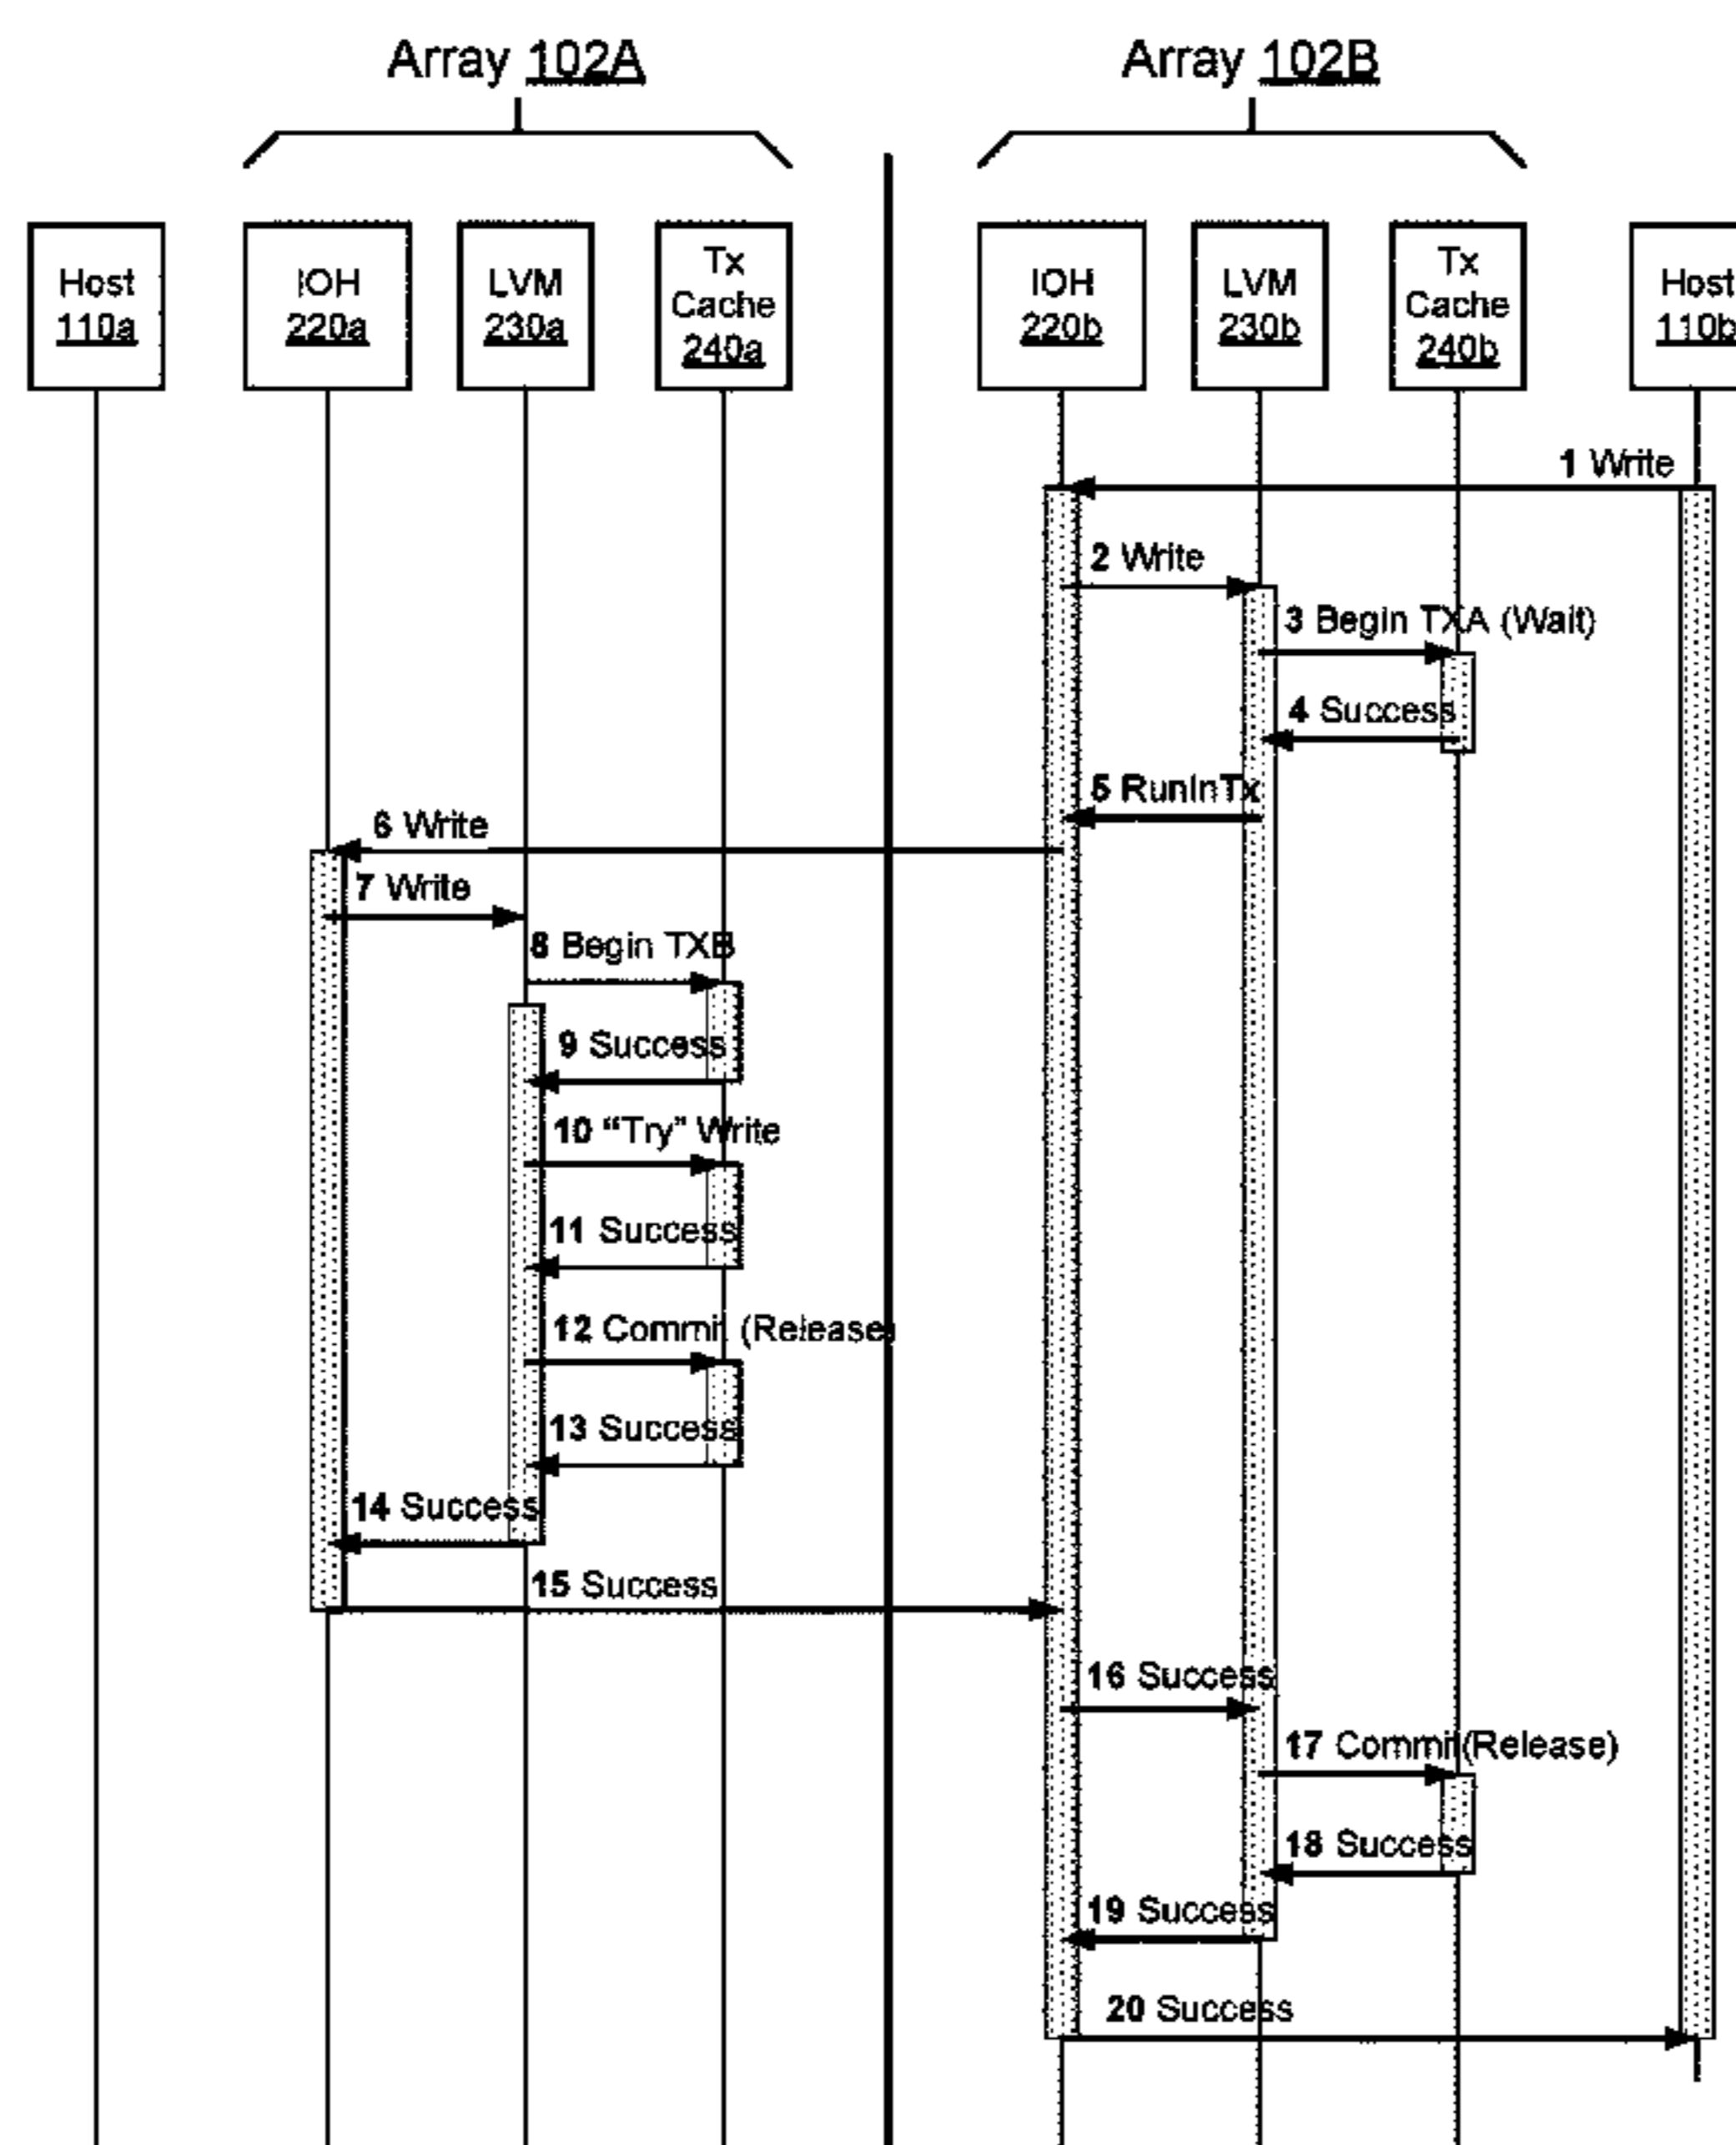 Array 102A
Array 102B
Host
110a
IOH
220a
LVM
230a
Tx
Cache
240a
IOH
220b
LVM
230b
Tx
Cache
240b
Host
110b
1 Write
2 Write
3 Begin TXA (Wait)
4 Success
5 RunInTx
6 Write
7 Write
8 Begin TXB
9 Success
10 “Try” Write
11 Success
12 Commit (Release)
13 Success
14 Success
15 Success
16 Success
17 Commit(Release)
18 Success
19 Success
20 Success